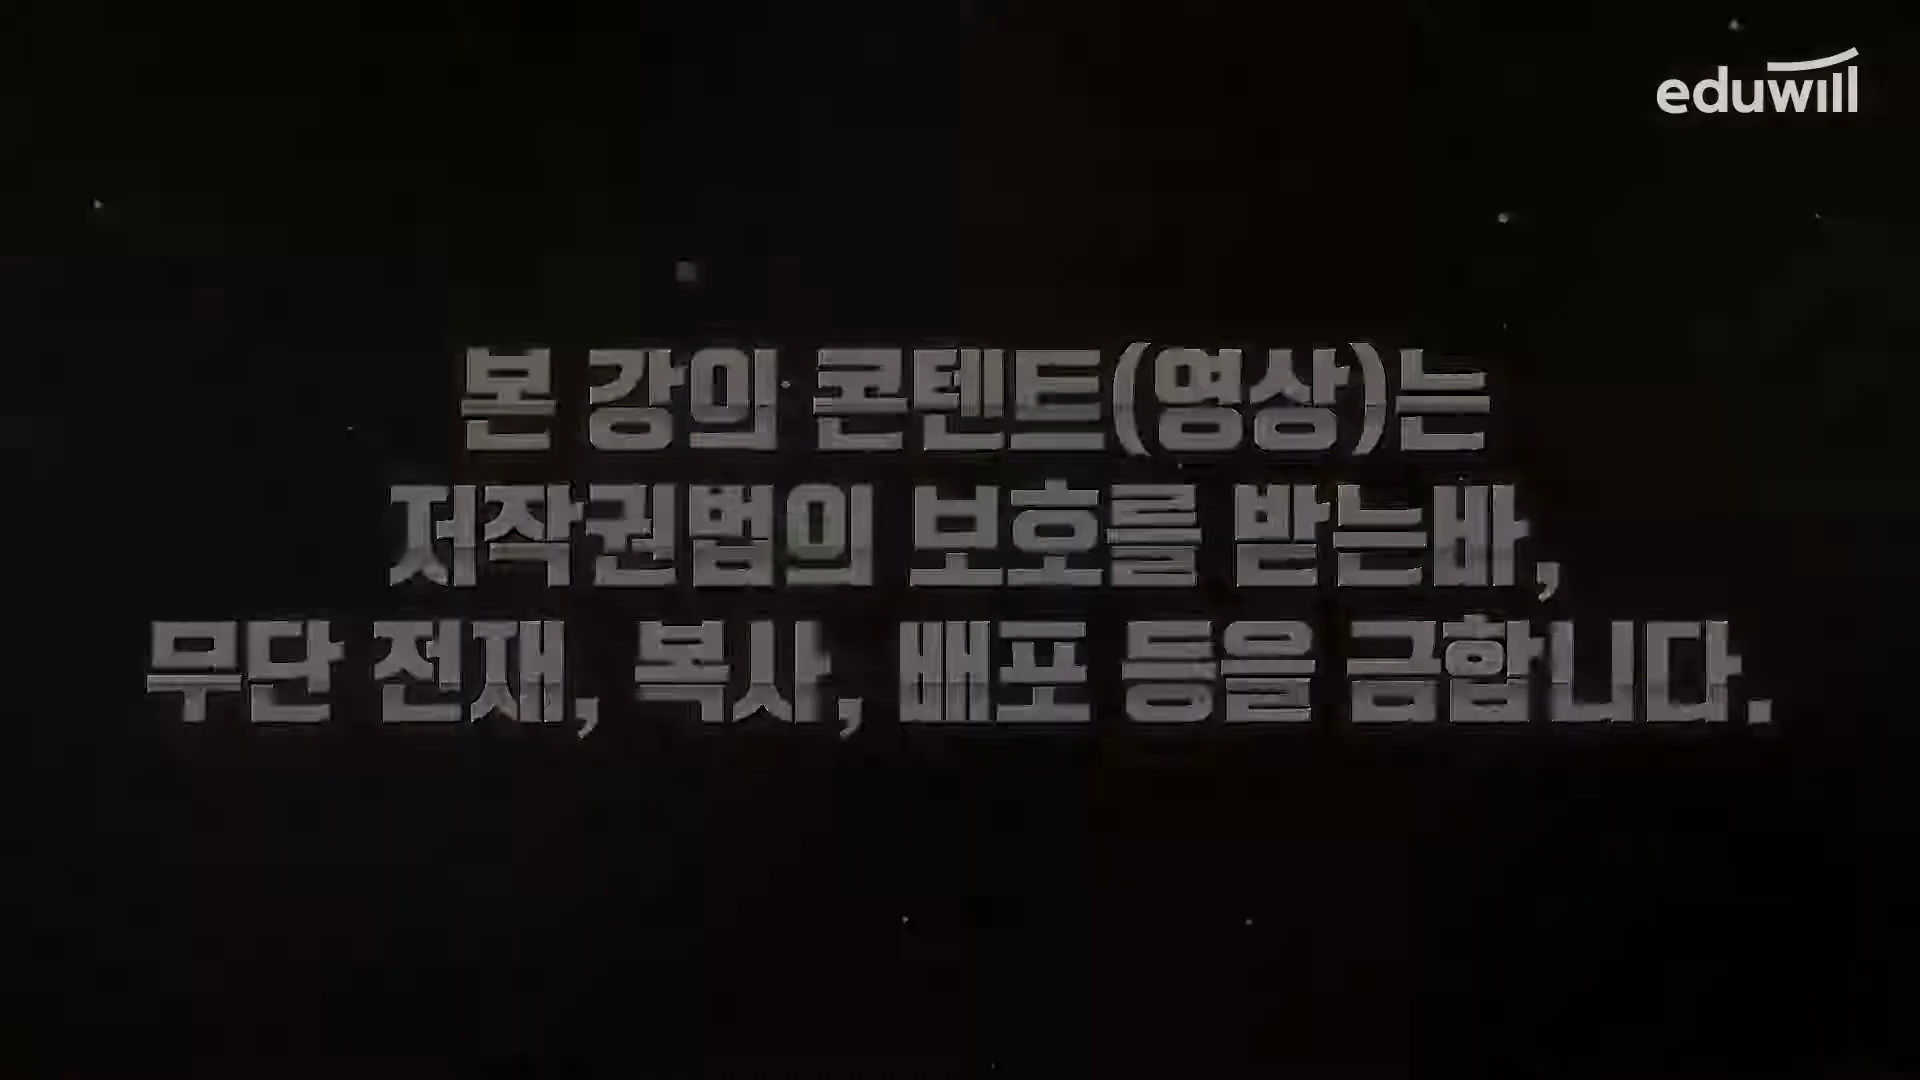 eduwill
본 강의 콘텐트(영상)는
저작권법의 보호를 받는바,
무단 전재, 복사, 배포 등을 금합니다.